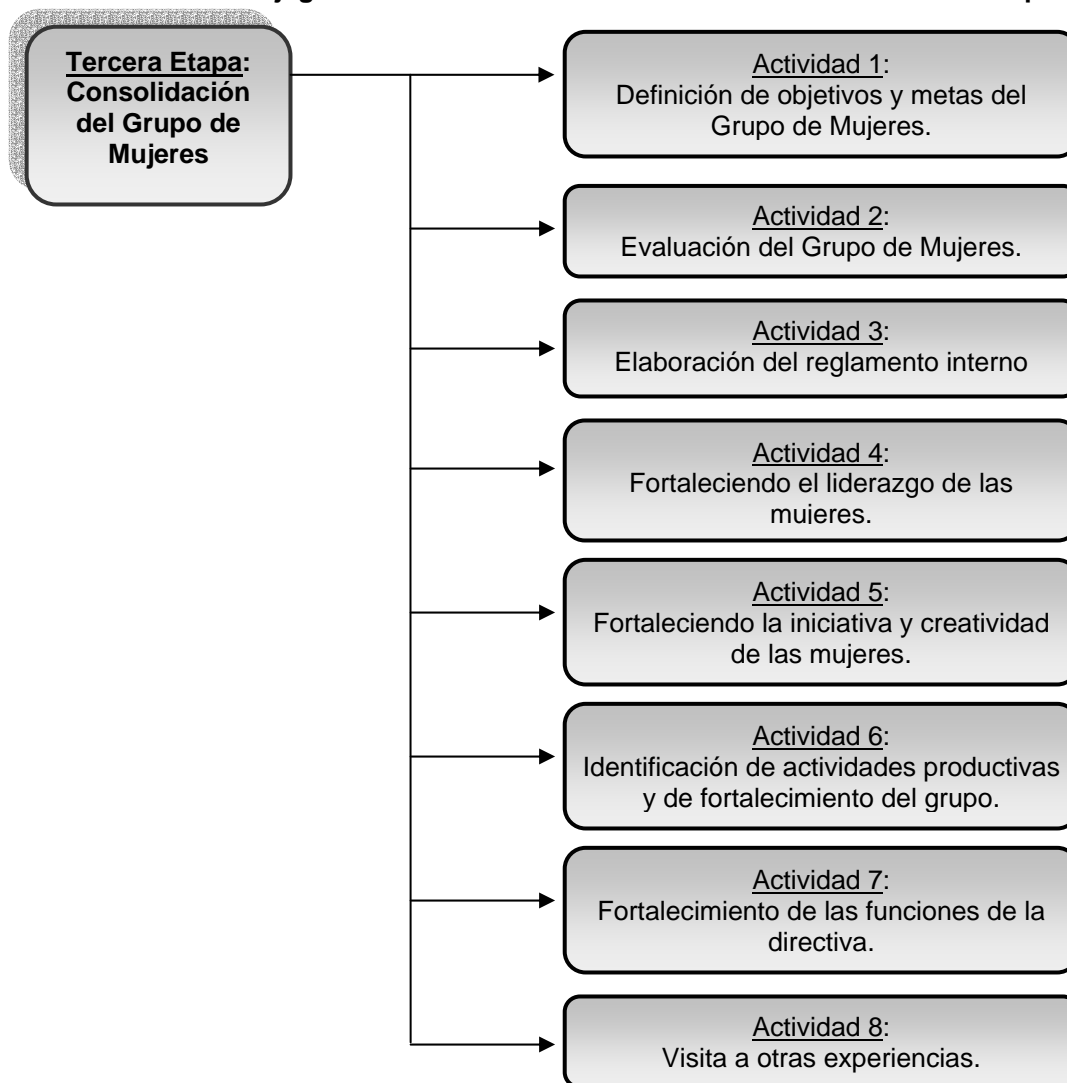 Tercera Etapa:
Consolidación
del Grupo de
Mujeres
Actividad 1:
Definición de objetivos y metas del
Grupo de Mujeres.
Actividad 2:
Evaluación del Grupo de Mujeres.
Actividad 3:
Elaboración del reglamento interno
Actividad 4:
Fortaleciendo el liderazgo de las
mujeres.
Actividad 5:
Fortaleciendo la iniciativa y creatividad
de las mujeres.
Actividad 6:
Identificación de actividades productivas
y de fortalecimiento del grupo.
Actividad 7:
Fortalecimiento de las funciones de la
directiva.
Actividad 8:
Visita a otras experiencias.